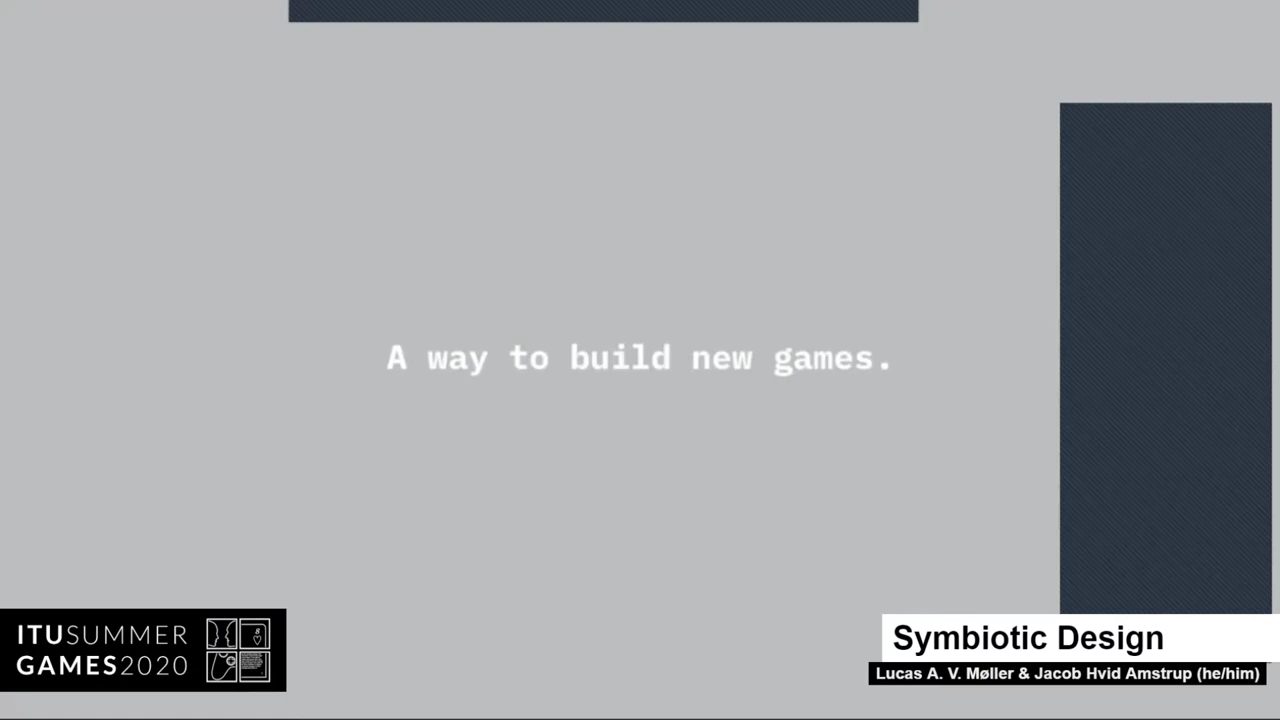 A way to build new games.
ITUSUMMER
GAMES2020
Symbiotic Design
Lucas A. V. Møller & Jacob Hvid Amstrup (he/him)